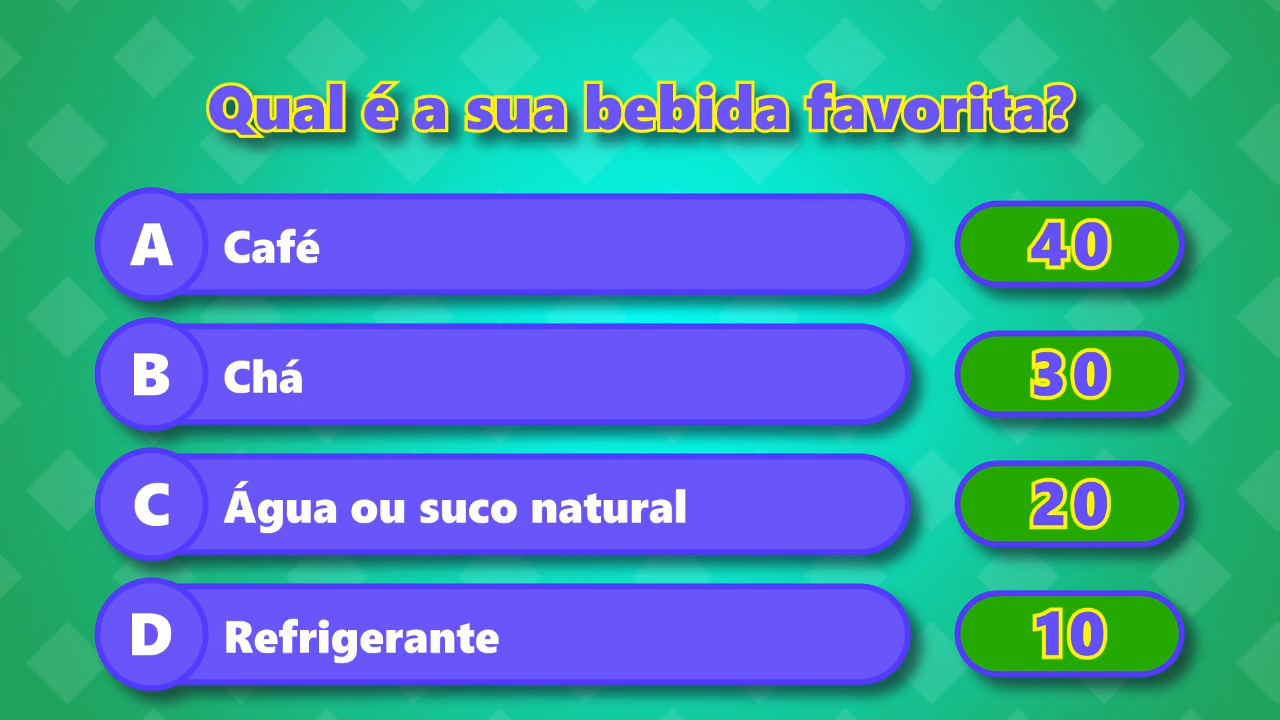 Qual é a sua bebida favorita?
A Café 40
B Chá 30
C Água ou suco natural 20
D Refrigerante 10